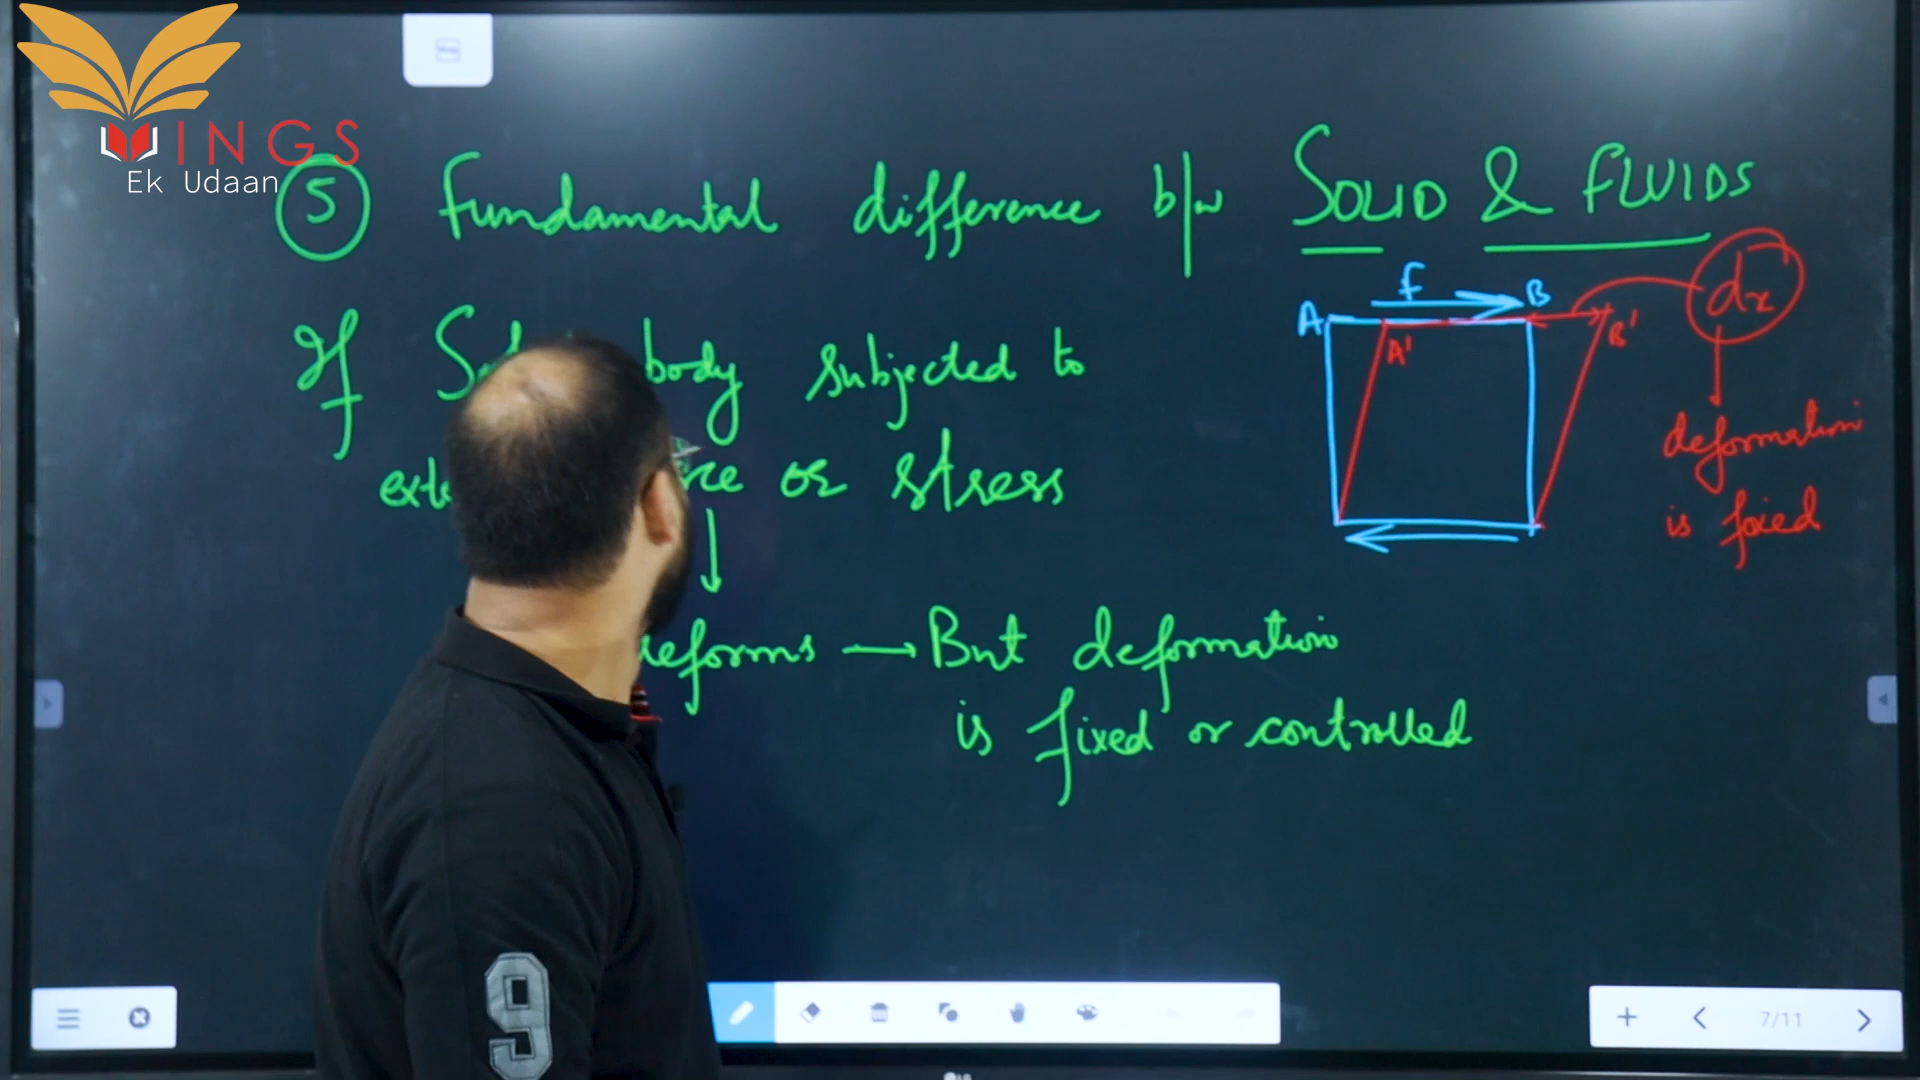 WINGS
Ek Udaan
5 Fundamental difference b/w SOLID & FLUIDS
If body subjected to
or stress
But deformation
is fixed or controlled
F
A B
A' B'
dx
deformation
is fixed
7/11
9
LG